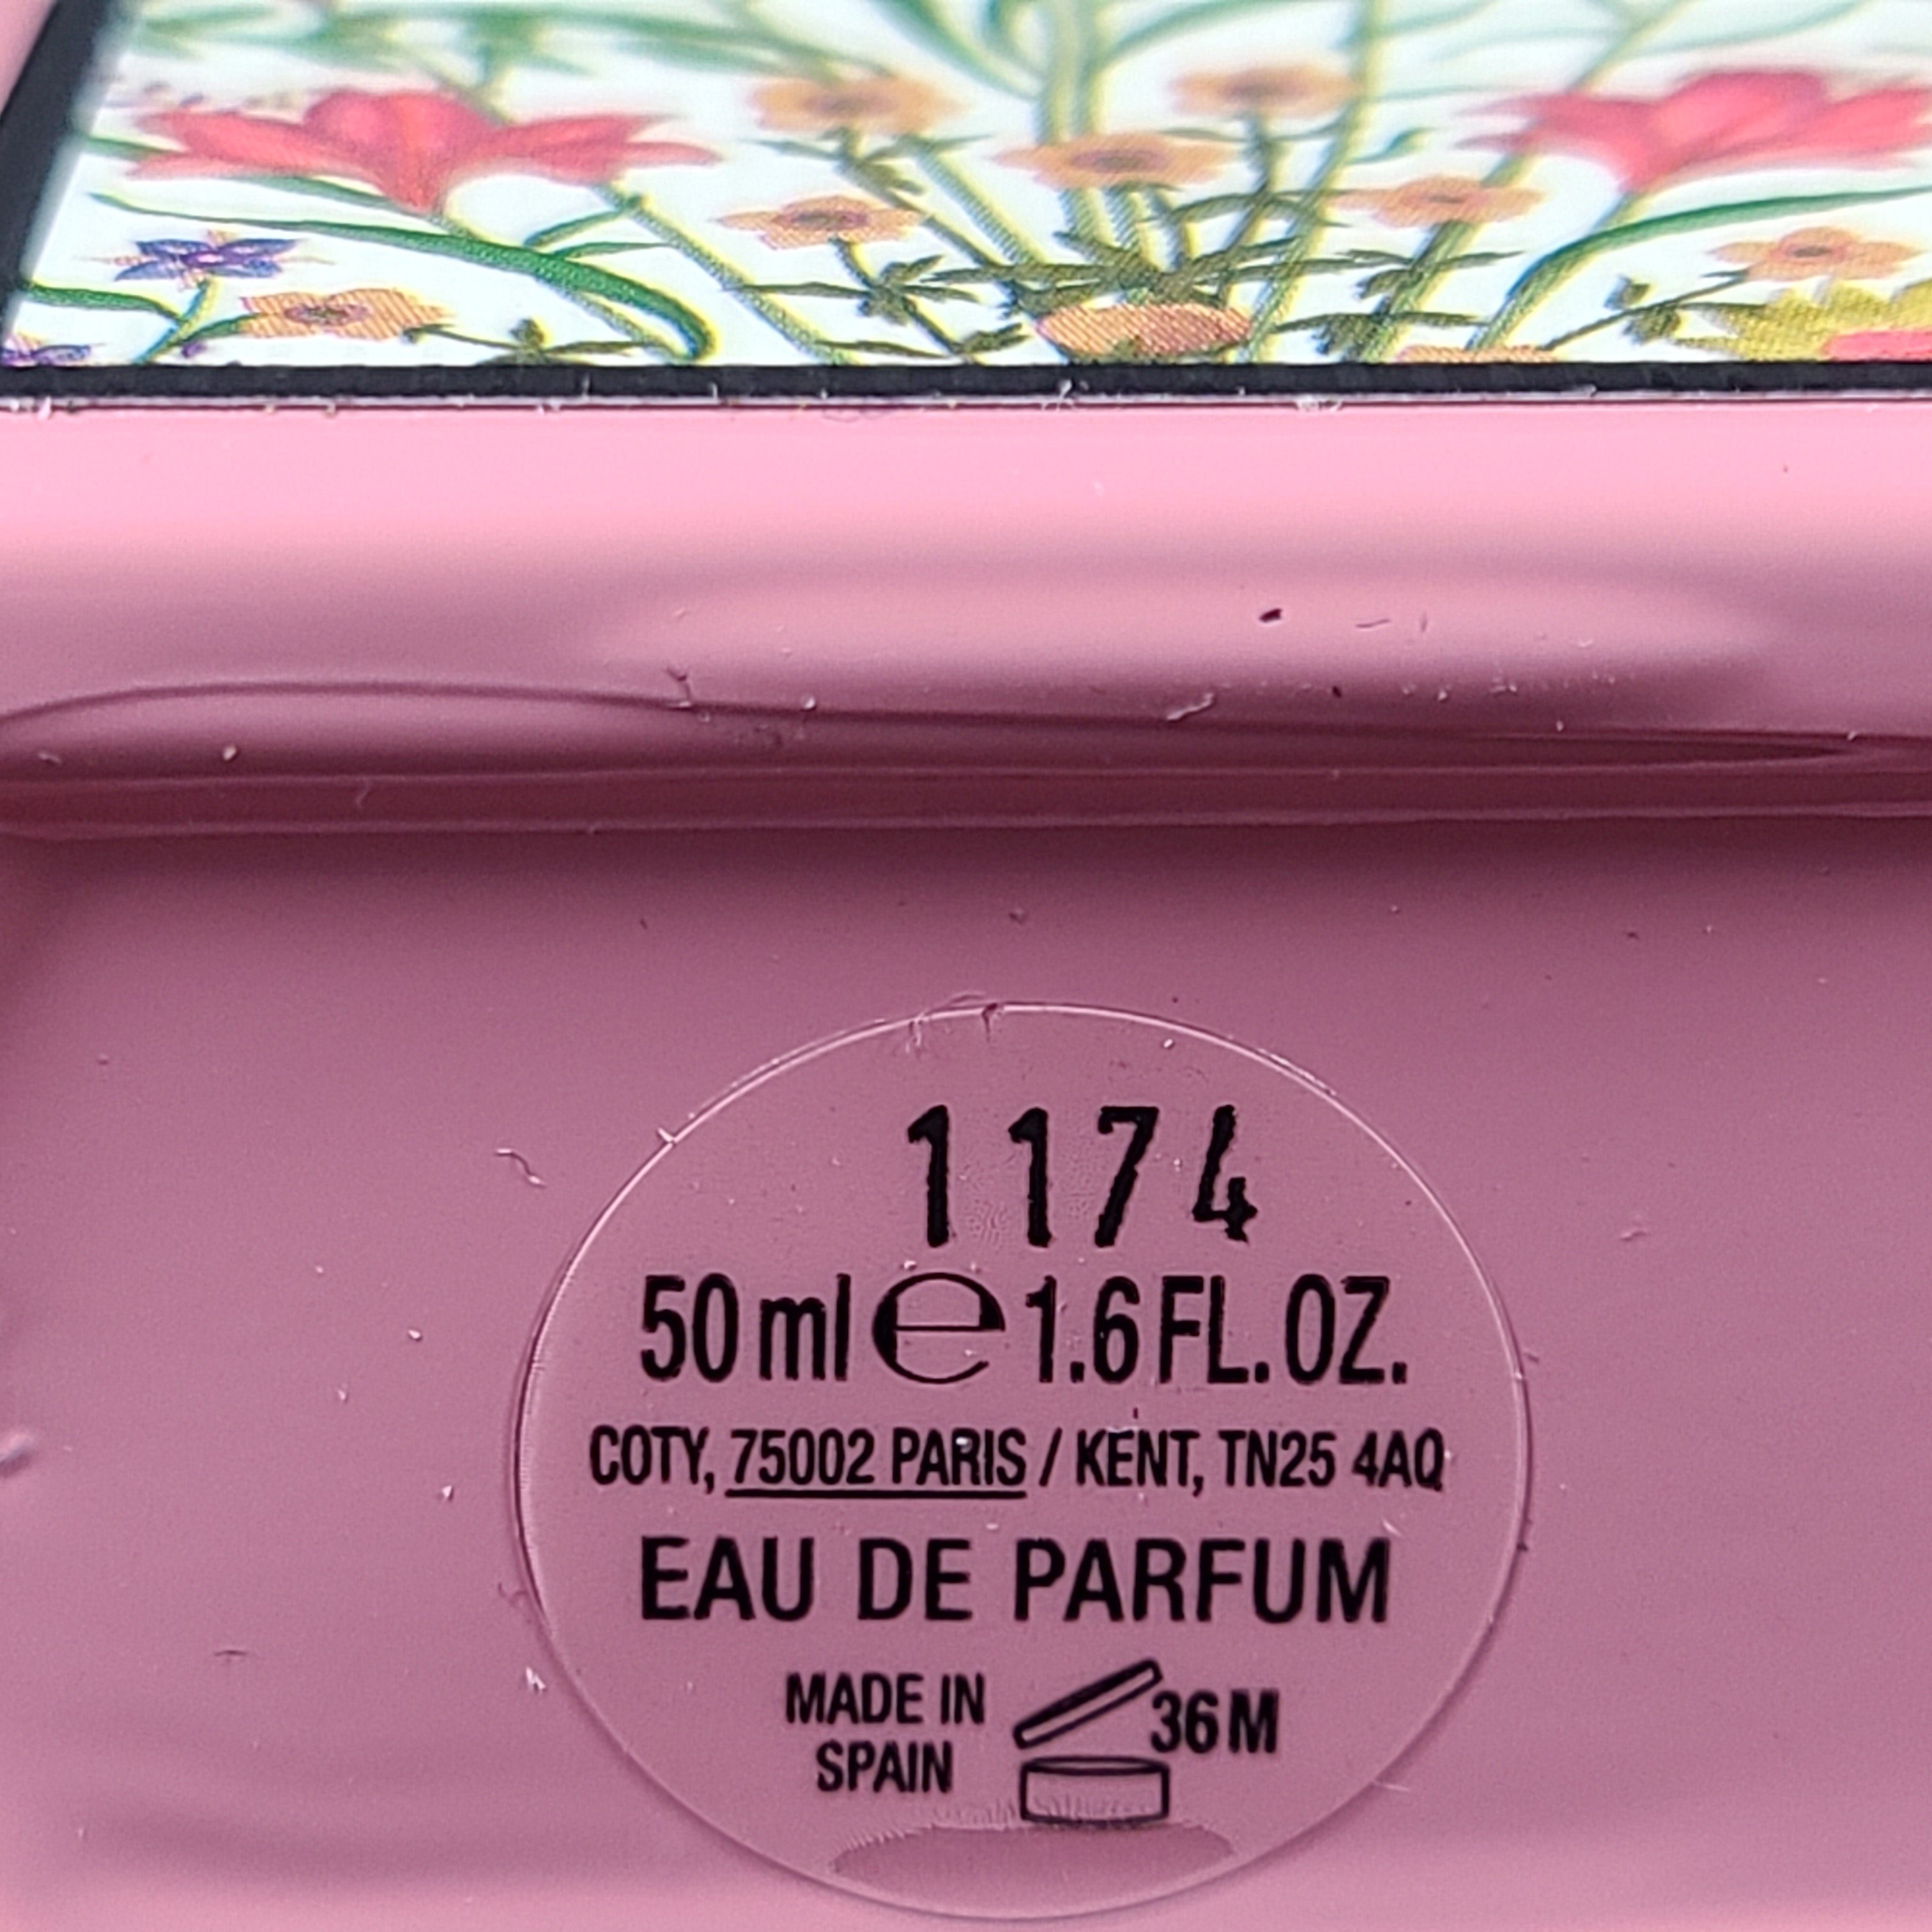 1174
50 ml e 1.6 FL. OZ.
COTY, 75002 PARIS / KENT, TN25 4AQ
EAU DE PARFUM
MADE IN
SPAIN
36 M